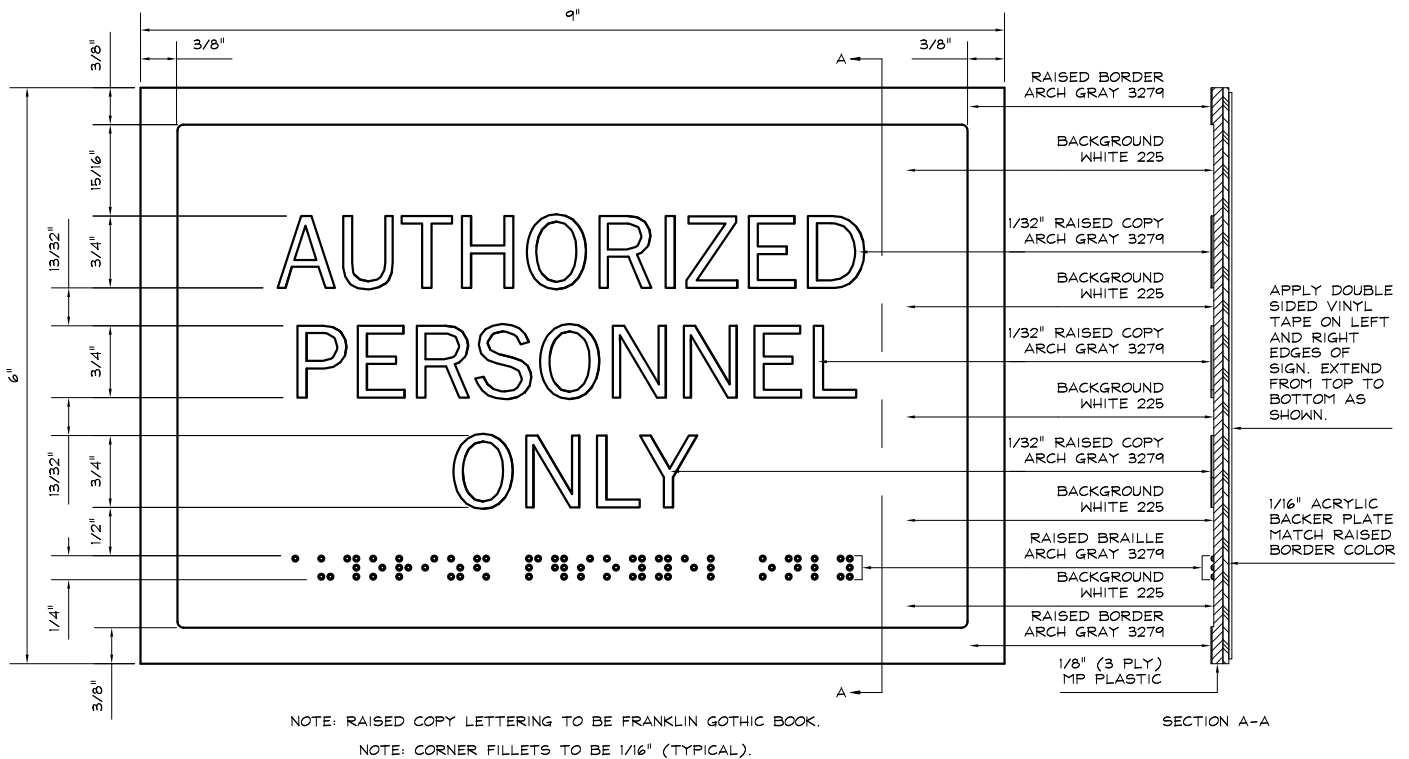 9"
3/8"
3/8"
3/8"
A
RAISED BORDER
ARCH GRAY 3279
BACKGROUND
WHITE 225
15/16"
AUTHORIZED
3/4"
13/32"
1/32" RAISED COPY
ARCH GRAY 3279
BACKGROUND
WHITE 225
6"
PERSONNEL
3/4"
1/32" RAISED COPY
ARCH GRAY 3279
BACKGROUND
WHITE 225
APPLY DOUBLE
SIDED VINYL
TAPE ON LEFT
AND RIGHT
EDGES OF
SIGN. EXTEND
FROM TOP TO
BOTTOM AS
SHOWN.
ONLY
13/32"
3/4"
1/32" RAISED COPY
ARCH GRAY 3279
BACKGROUND
WHITE 225
1/2"
1/16" ACRYLIC
BACKER PLATE
MATCH RAISED
BORDER COLOR
RAISED BRAILLE
ARCH GRAY 3279
BACKGROUND
WHITE 225
1/4"
RAISED BORDER
ARCH GRAY 3279
3/8"
1/8" (3 PLY)
MP PLASTIC
A
NOTE: RAISED COPY LETTERING TO BE FRANKLIN GOTHIC BOOK.
SECTION A-A
NOTE: CORNER FILLETS TO BE 1/16" (TYPICAL).